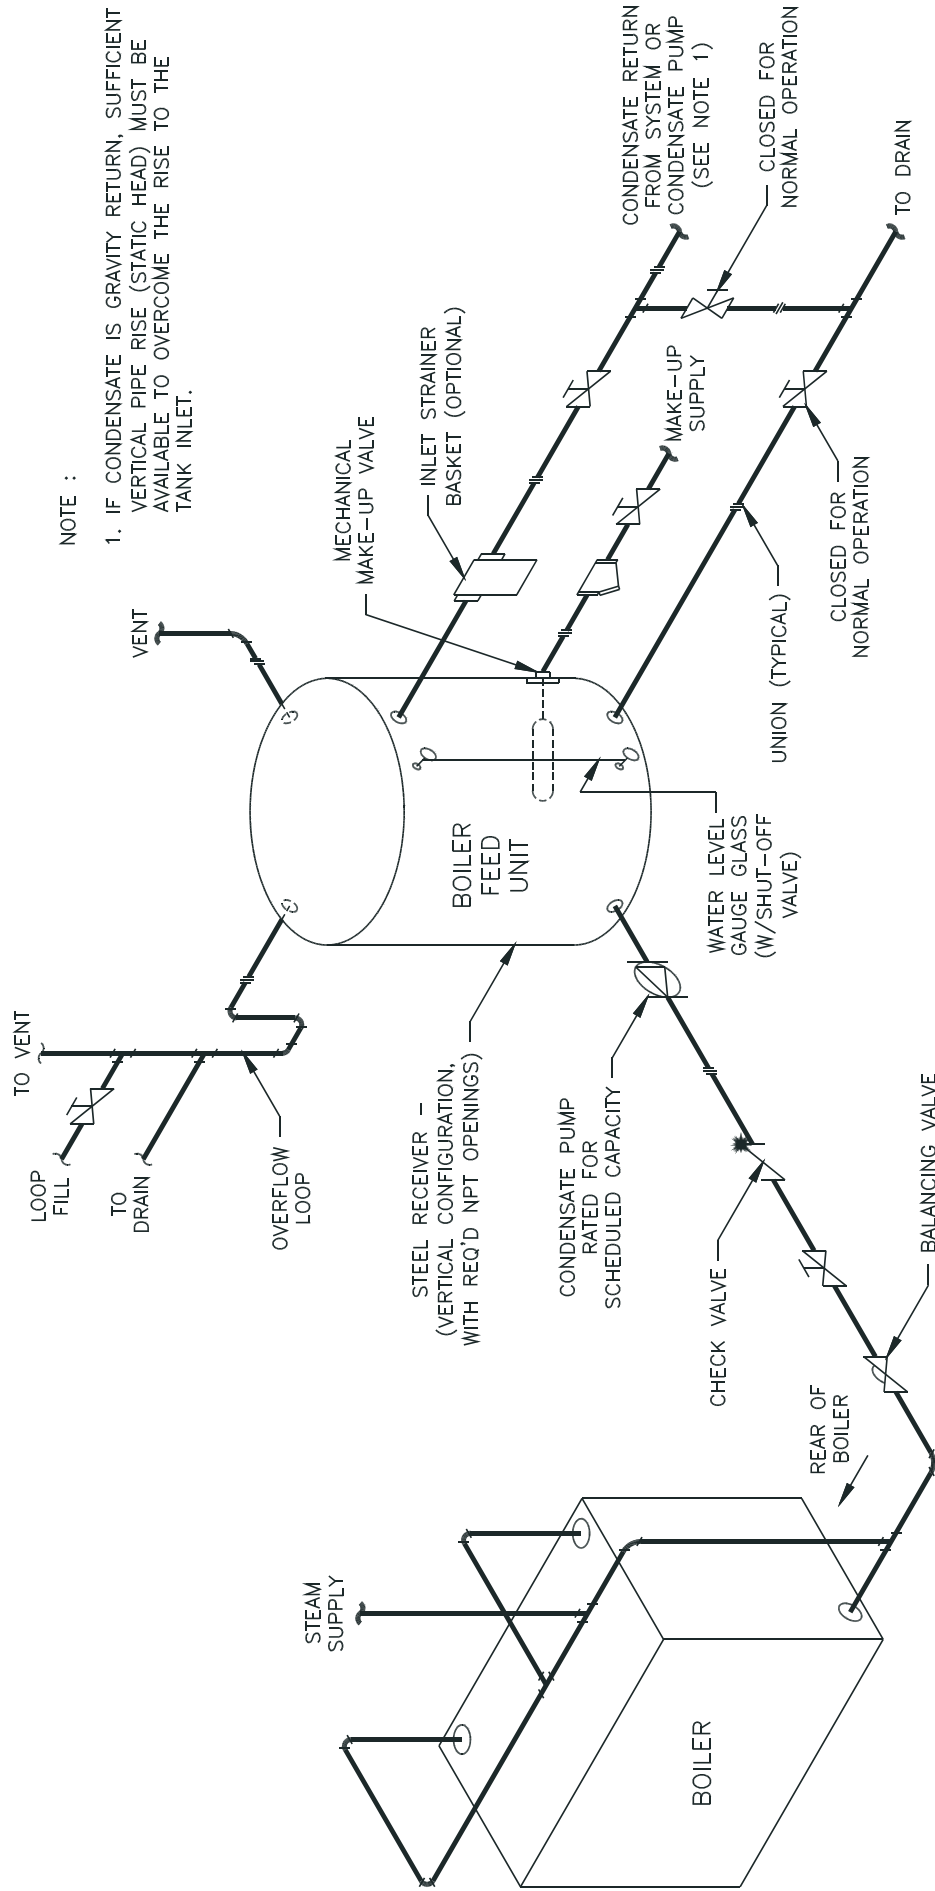 NOTE :
1. IF CONDENSATE IS GRAVITY RETURN, SUFFICIENT
VERTICAL PIPE RISE (STATIC HEAD) MUST BE
AVAILABLE TO OVERCOME THE RISE TO THE
TANK INLET.
STEAM
SUPPLY
BOILER
REAR OF
BOILER
LOOP
FILL
TO
DRAIN
TO VENT
OVERFLOW
LOOP
STEEL RECEIVER –
(VERTICAL CONFIGURATION,
WITH REQ'D NPT OPENINGS)
CONDENSATE PUMP
RATED FOR
SCHEDULED CAPACITY
CHECK VALVE
BALANCING VALVE
BOILER
FEED
UNIT
WATER LEVEL
GAUGE GLASS
(W/SHUT-OFF
VALVE)
VENT
MECHANICAL
MAKE-UP VALVE
INLET STRAINER
BASKET (OPTIONAL)
MAKE-UP
SUPPLY
UNION (TYPICAL)
CLOSED FOR
NORMAL OPERATION
CONDENSATE RETURN
FROM SYSTEM OR
CONDENSATE PUMP
(SEE NOTE 1)
CLOSED FOR
NORMAL OPERATION
TO DRAIN